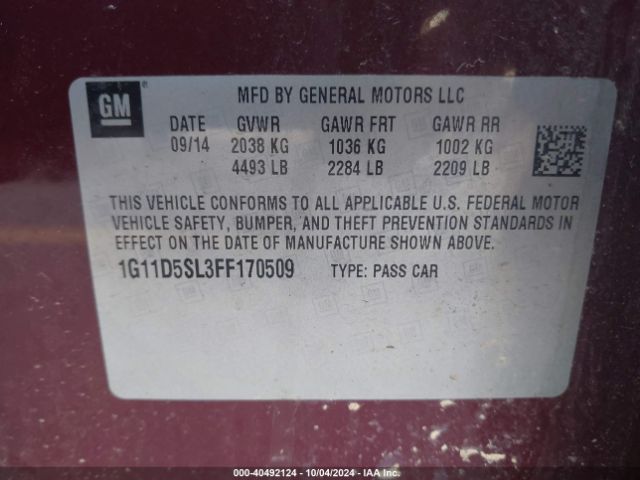 GM ®
MFD BY GENERAL MOTORS LLC
DATE GVWR GAWR FRT GAWR RR
09/14 2038 KG 1036 KG 1002 KG
4493 LB 2284 LB 2209 LB
THIS VEHICLE CONFORMS TO ALL APPLICABLE U.S. FEDERAL MOTOR
VEHICLE SAFETY, BUMPER, AND THEFT PREVENTION STANDARDS IN
EFFECT ON THE DATE OF MANUFACTURE SHOWN ABOVE.
1G11D5SL3FF170509 TYPE: PASS CAR
000-40492124 - 10/04/2024 - IAA Inc.